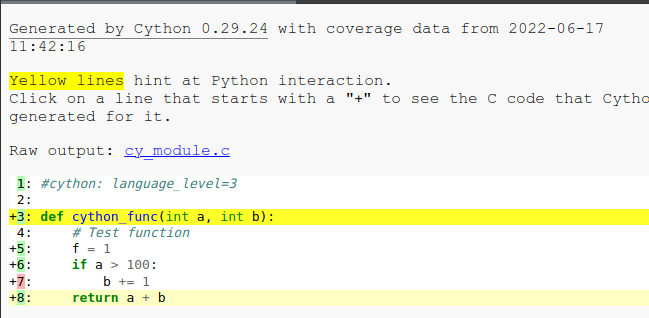 Generated by Cython 0.29.24 with coverage data from 2022-06-17
11:42:16
Yellow lines hint at Python interaction.
Click on a line that starts with a "+" to see the C code that Cytho
generated for it.
Raw output: cy_module.c
 1: #cython: language_level=3
 2:
+3: def cython_func(int a, int b):
 4:     # Test function
+5:     f = 1
+6:     if a > 100:
+7:         b += 1
+8:     return a + b